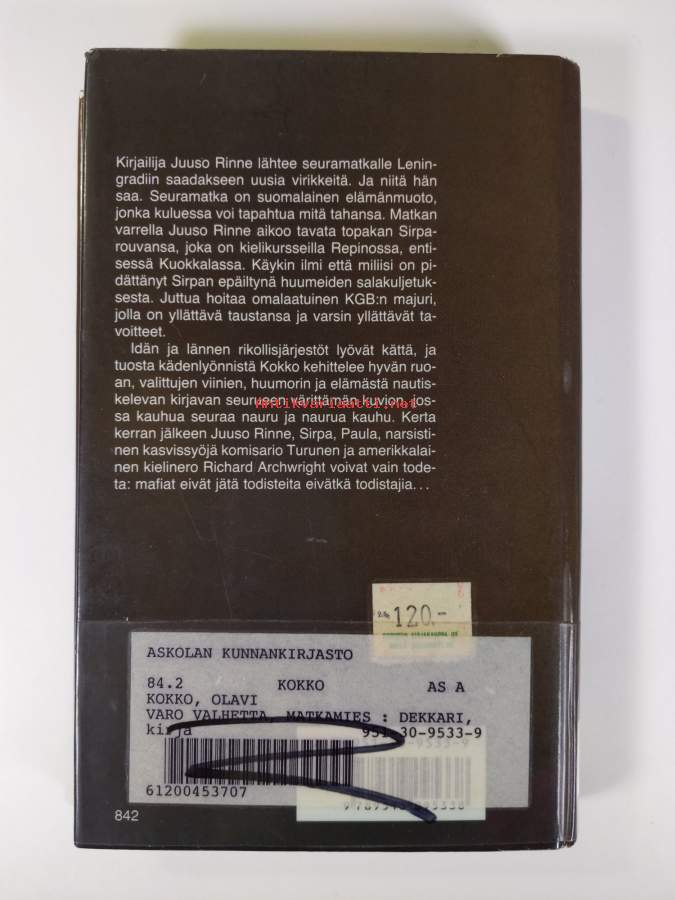 Kirjailija Juuso Rinne lähtee seuramatkalle Lenin-
gradiin saadakseen uusia virikkeitä. Ja niitä hän
saa. Seuramatka on suomalainen elämänmuoto,
jonka kuluessa voi tapahtua mitä tahansa. Matkan
varrella Juuso Rinne aikoo tavata topakan Sirpa-
rouvansa, joka on kielikursseilla Repinossa, enti-
sessä Kuokkalassa. Käykin ilmi että miliisi on pi-
dättänyt Sirpan epäiltynä huumeiden salakuljetuk-
sesta. Juttua hoitaa omalaatuinen KGB:n majuri,
jolla on yllättävä taustansa ja varsin yllättävät ta-
voitteet.
Idän ja lännen rikollisjärjestöt lyövät kättä, ja
tuosta kädenlyönnistä Kokko kehittelee hyvän ruo-
an, valittujen viinien, huumorin ja elämästä nautis-
kelevan kirjavan seurueen värittämän kuvion, jos-
Antikvariaatti.net
sa kauhua seuraa nauru ja naurua kauhu. Kerta
kerran jälkeen Juuso Rinne, Sirpa, Paula, narsisti-
nen kasvissyöjä komisario Turunen ja amerikkalai-
nen kielinero Richard Archwright voivat vain tode-
ta: mafiat eivät jätä todisteita eivätkä todistajia...
120.-
ASKOLAN KUNNANKIRJASTO
84.2 KOKKO AS A
KOKKO, OLAVI
VARO VALHETTA, MATKAMIES : DEKKARI,
kirja 951-30-9533-9
61200453707
842